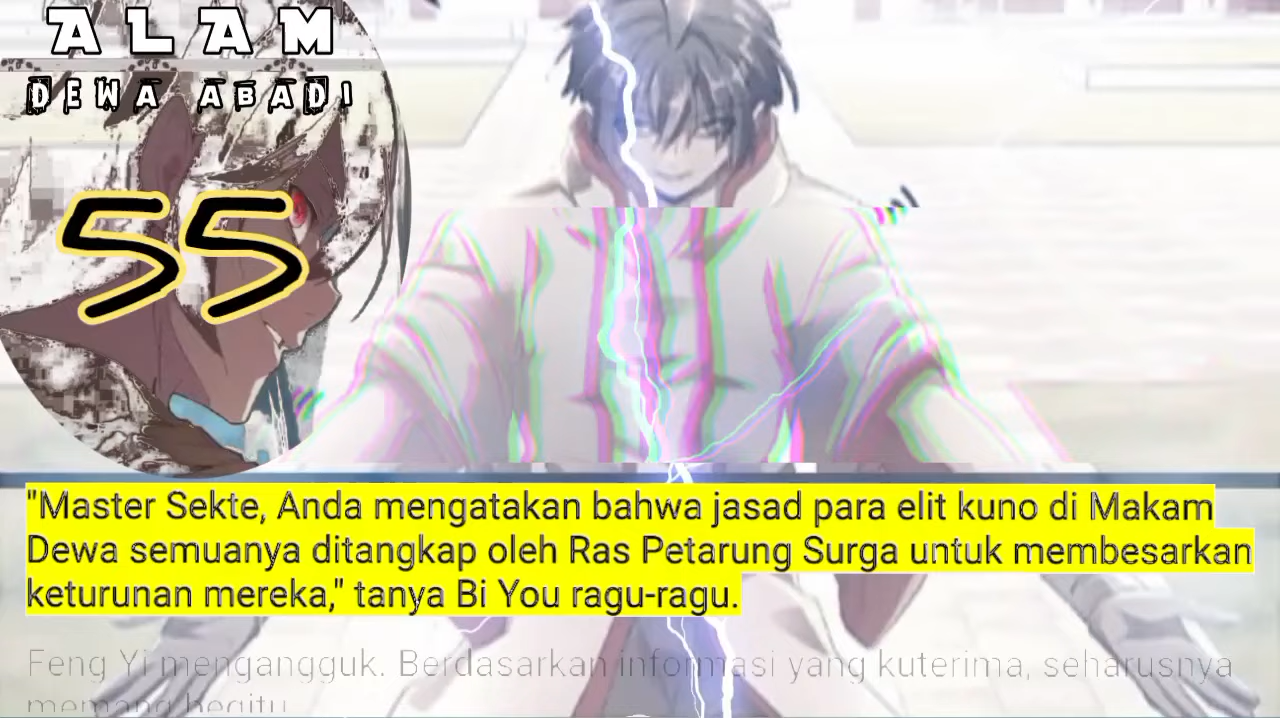 ALAM
DEWA ABADI
55
"Master Sekte, Anda mengatakan bahwa jasad para elit kuno di Makam
Dewa semuanya ditangkap oleh Ras Petarung Surga untuk membesarkan
keturunan mereka," tanya Bi You ragu-ragu.
Feng Yi mengangguk. Berdasarkan informasi yang kuterima, seharusnya
memang begitu